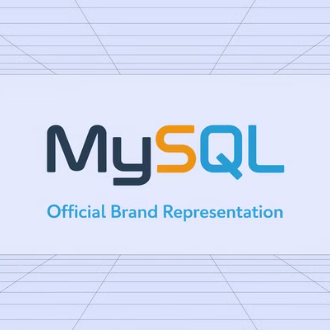 MySQL
Official Brand Representation